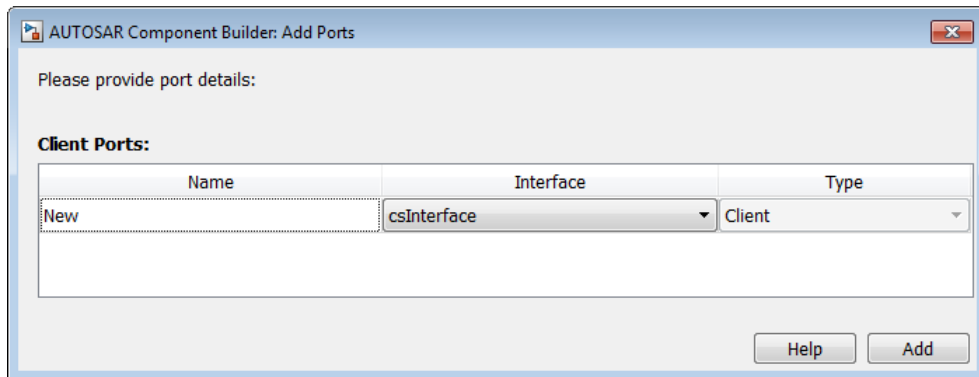 AUTOSAR Component Builder: Add Ports
Please provide port details:
Client Ports:
Name Interface Type
New csInterface Client
Help Add